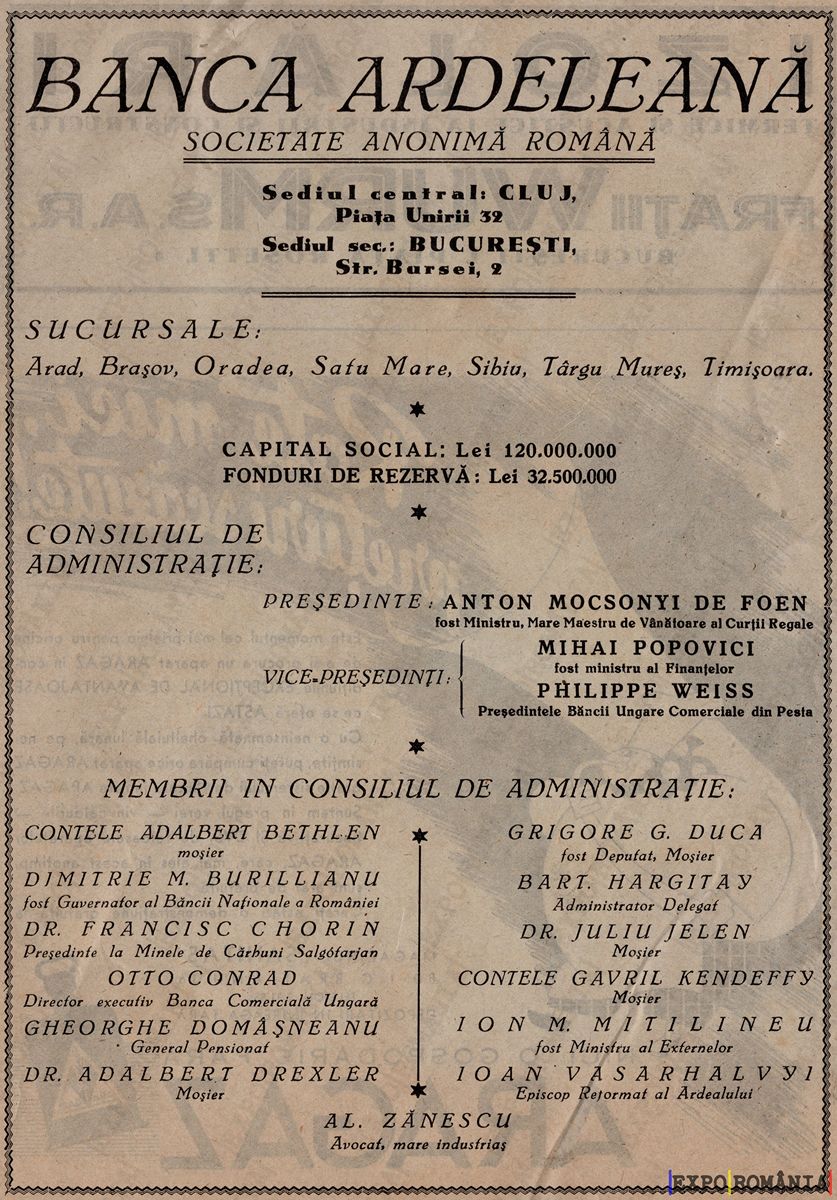 BANCA ARDELEANĂ
SOCIETATE ANONIMĂ ROMÂNĂ
Sediul central: CLUJ,
Piața Unirii 32
Sediul sec.: BUCUREȘTI,
Str. Bursei, 2
SUCURSALE:
Arad, Brașov, Oradea, Satu Mare, Sibiu, Târgu Mureș, Timișoara.
CAPITAL SOCIAL: Lei 120.000.000
FONDURI DE REZERVĂ: Lei 32.500.000
CONSILIUL DE
ADMINISTRAȚIE:
PREȘEDINTE: ANTON MOCSONYI DE FOEN
fost Ministru, Mare Maestru de Vânătoare al Curții Regale
VICE-PREȘEDINȚI:
MIHAI POPOVICI
fost ministru al Finanțelor
PHILIPPE WEISS
Președintele Băncii Ungare Comerciale din Pesta
MEMBRII IN CONSILIUL DE ADMINISTRAȚIE:
CONTELE ADALBERT BETHLEN
moșier
DIMITRIE M. BURILLIANU
fost Guvernator al Băncii Naționale a României
DR. FRANCISC CHORIN
Președinte la Minele de Cărbuni Salgótarjan
OTTO CONRAD
Director executiv Banca Comercială Ungară
GHEORGHE DOMÂȘNEANU
General Pensionat
DR. ADALBERT DREXLER
Moșier
GRIGORE G. DUCA
fost Deputat, Moșier
BART. HARGITAY
Administrator Delegat
DR. JULIU JELEN
Moșier
CONTELE GAVRIL KENDEFFY
Moșier
ION M. MITILINEU
fost Ministru al Externelor
IOAN VASARHALVYI
Episcop Reformat al Ardealului
AL. ZĂNESCU
Avocat, mare industriaș
EXPO ROMÂNIA